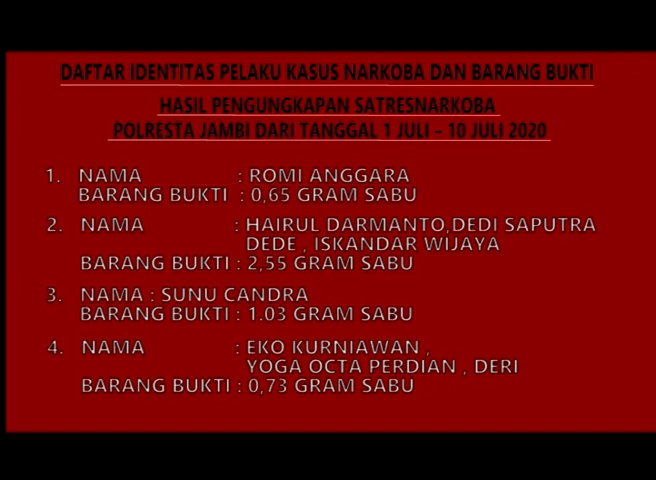 DAFTAR IDENTITAS PELAKU KASUS NARKOBA DAN BARANG BUKTI
HASIL PENGUNGKAPAN SATRESNARKOBA
POLRESTA JAMBI DARI TANGGAL 1 JULI – 10 JULI 2020
1. NAMA : ROMI ANGGARA
BARANG BUKTI : 0,65 GRAM SABU
2. NAMA : HAIRUL DARMANTO,DEDI SAPUTRA
DEDE , ISKANDAR WIJAYA
BARANG BUKTI : 2,55 GRAM SABU
3. NAMA : SUNU CANDRA
BARANG BUKTI : 1.03 GRAM SABU
4. NAMA : EKO KURNIAWAN ,
YOGA OCTA PERDIAN , DERI
BARANG BUKTI : 0,73 GRAM SABU